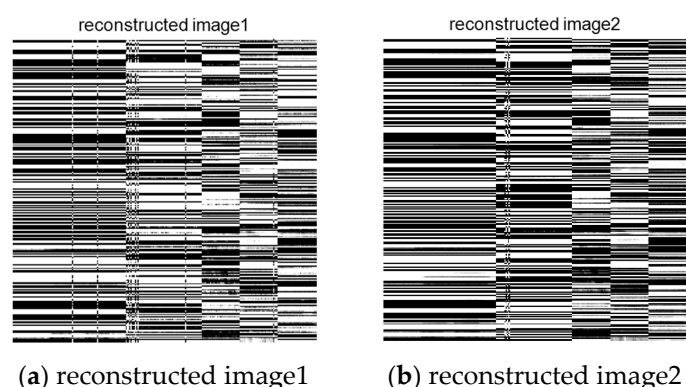 reconstructed image1
reconstructed image2
(a) reconstructed image1
(b) reconstructed image2